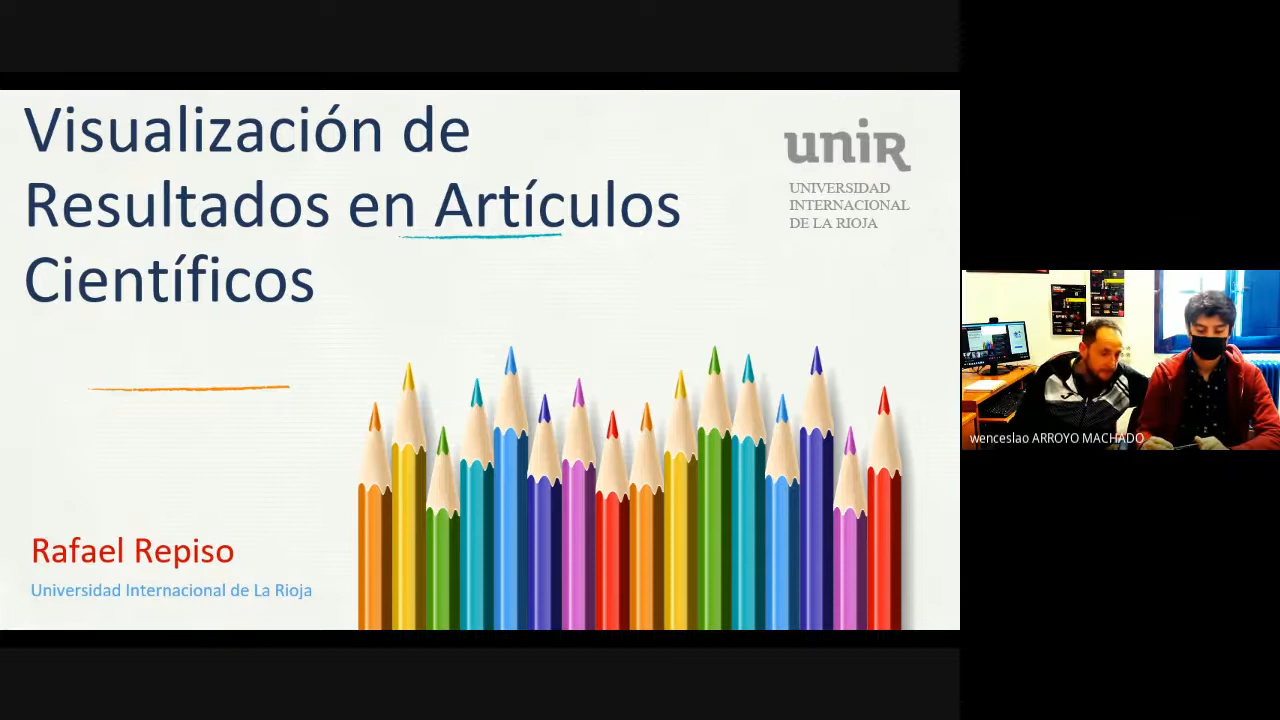 Visualización de
Resultados en Artículos
Científicos
unir
UNIVERSIDAD
INTERNACIONAL
DE LA RIOJA
Rafael Repiso
Universidad Internacional de La Rioja
wenceslao ARROYO MACHADO